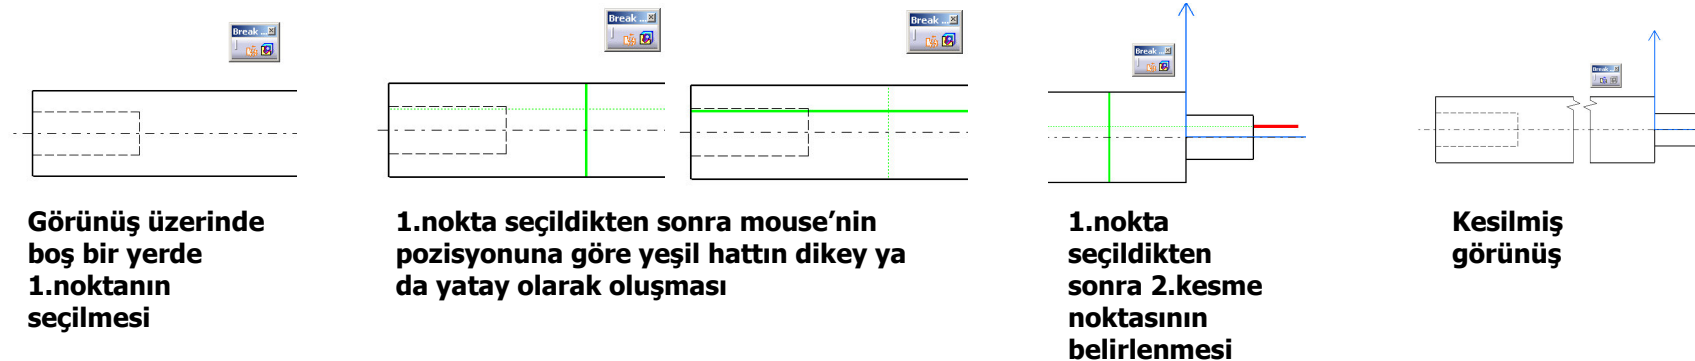 Break ...
Break ...
Break ...
Break ...
Break ...
Görünüş üzerinde
boş bir yerde
1.noktanın
seçilmesi
1.nokta seçildikten sonra mouse’nin
pozisyonuna göre yeşil hattın dikey ya
da yatay olarak oluşması
1.nokta
seçildikten
sonra 2.kesme
noktasının
belirlenmesi
Kesilmiş
görünüş